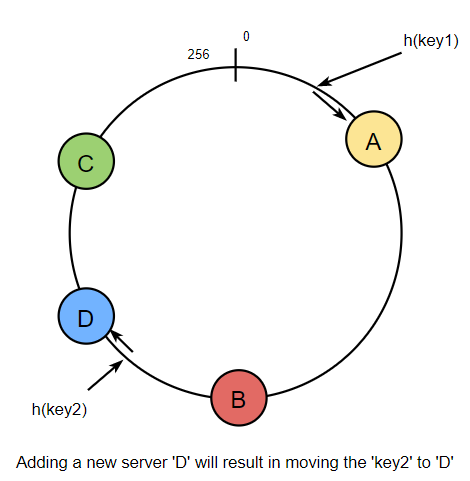 0
256
h(key1)
A
C
D
B
h(key2)
Adding a new server 'D' will result in moving the 'key2' to 'D'